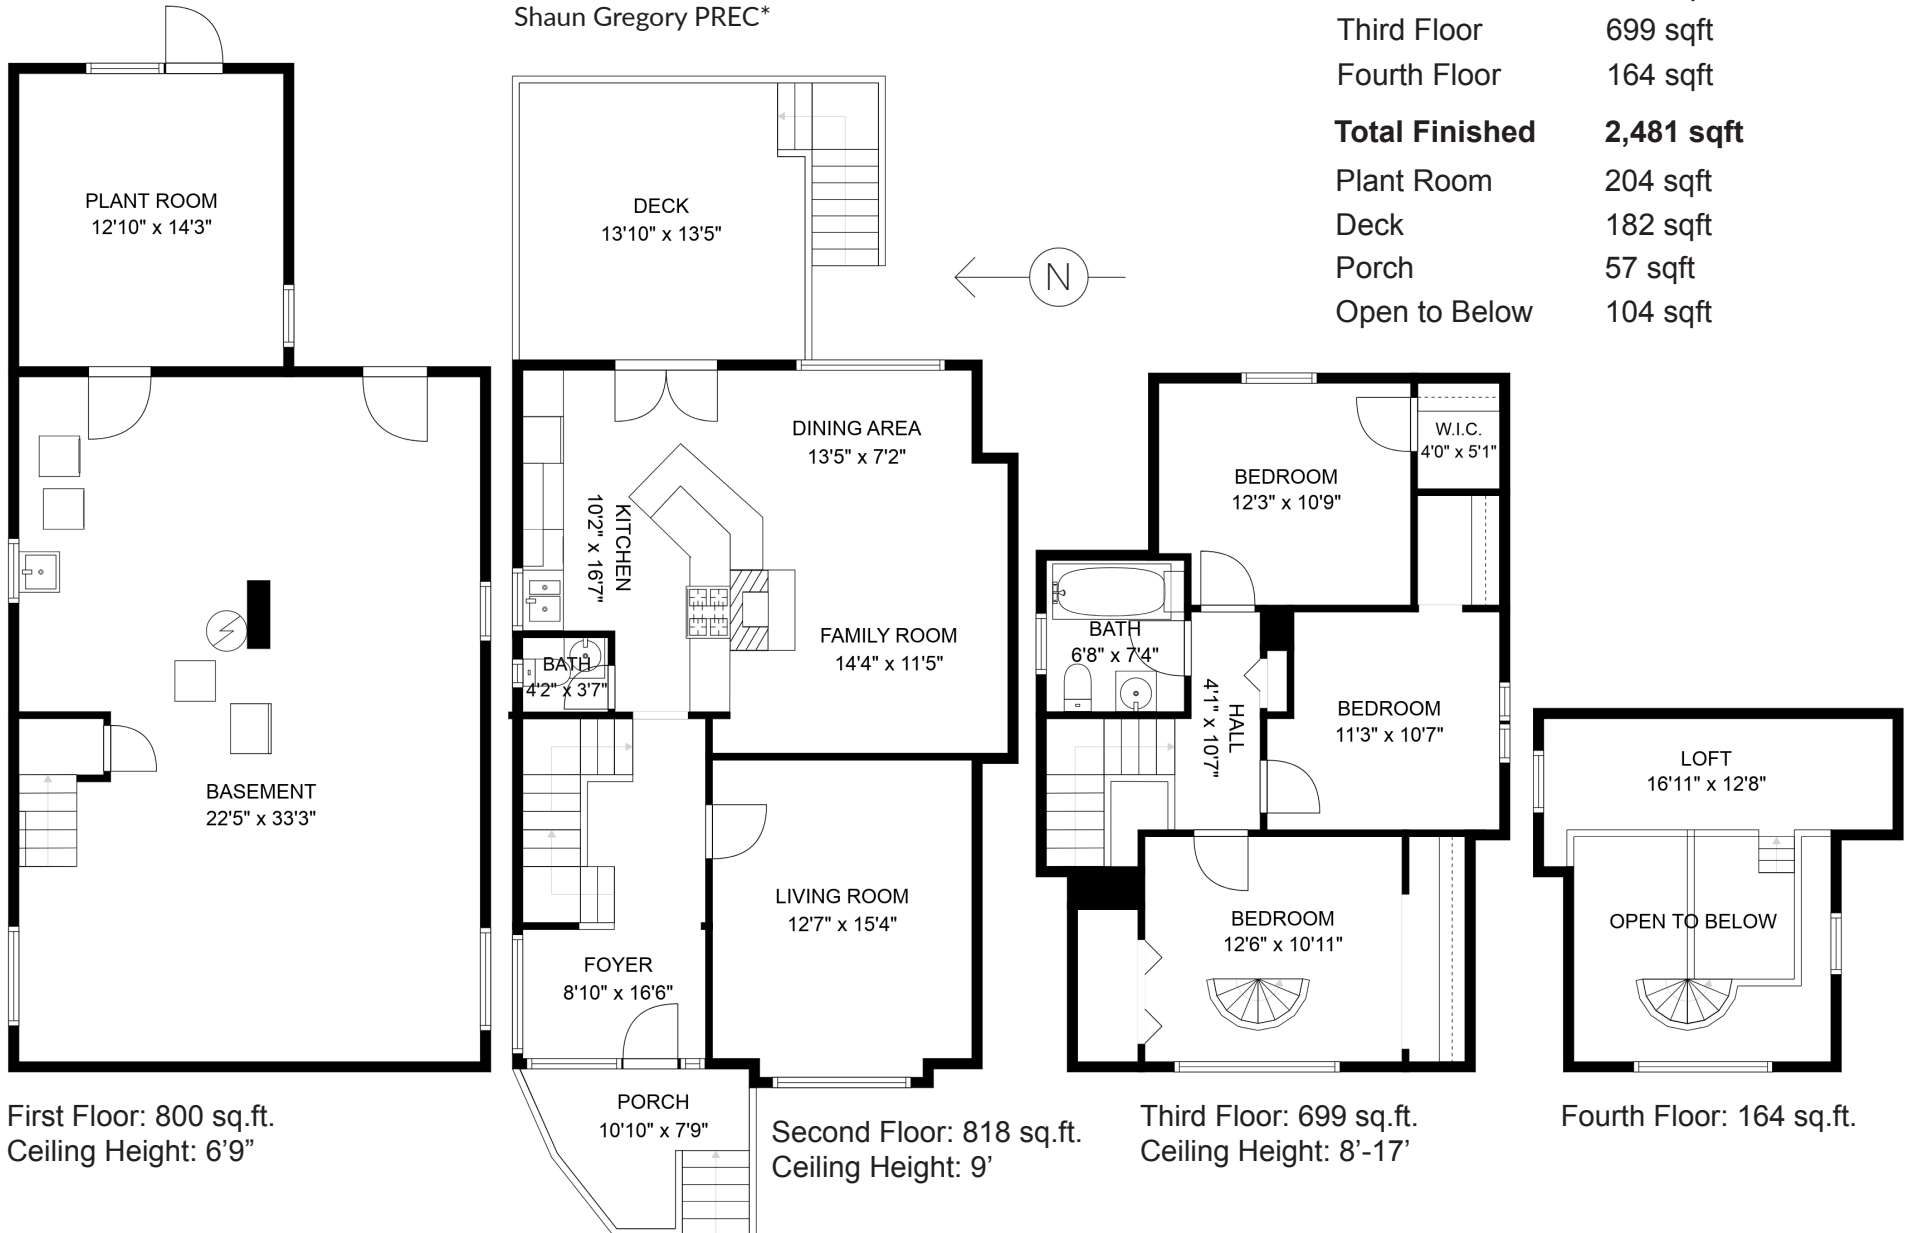 Shaun Gregory PREC*
Third Floor 699 sqft
Fourth Floor 164 sqft
Total Finished 2,481 sqft
Plant Room 204 sqft
Deck 182 sqft
Porch 57 sqft
Open to Below 104 sqft
PLANT ROOM
12'10" x 14'3"
DECK
13'10" x 13'5"
N
BASEMENT
22'5" x 33'3"
DINING AREA
13'5" x 7'2"
KITCHEN
10'2" x 16'7"
FAMILY ROOM
14'4" x 11'5"
BATH
4'2" x 3'7"
LIVING ROOM
12'7" x 15'4"
FOYER
8'10" x 16'6"
PORCH
10'10" x 7'9"
W.I.C.
4'0" x 5'1"
BEDROOM
12'3" x 10'9"
BATH
6'8" x 7'4"
HALL
4'1" x 10'7"
BEDROOM
11'3" x 10'7"
BEDROOM
12'6" x 10'11"
LOFT
16'11" x 12'8"
OPEN TO BELOW
First Floor: 800 sq.ft.
Ceiling Height: 6’9”
Second Floor: 818 sq.ft.
Ceiling Height: 9’
Third Floor: 699 sq.ft.
Ceiling Height: 8’-17’
Fourth Floor: 164 sq.ft.